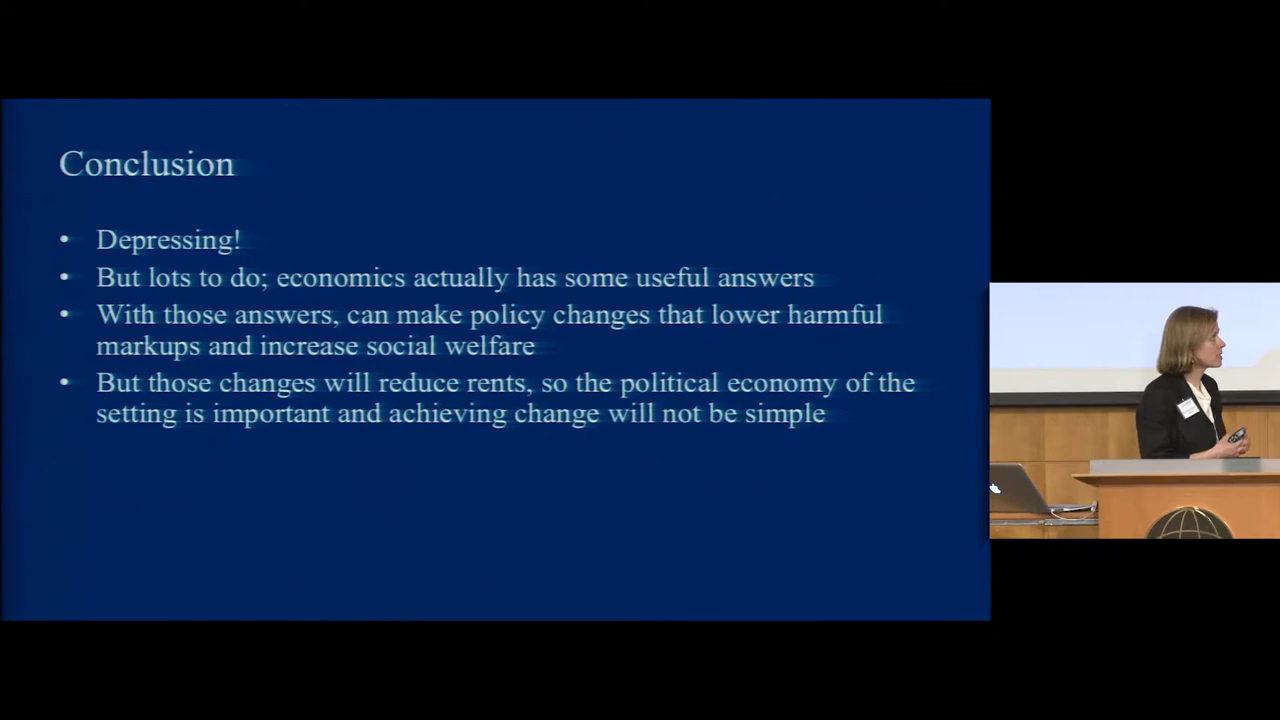 Conclusion
• Depressing!
• But lots to do; economics actually has some useful answers
• With those answers, can make policy changes that lower harmful
markups and increase social welfare
• But those changes will reduce rents, so the political economy of the
setting is important and achieving change will not be simple